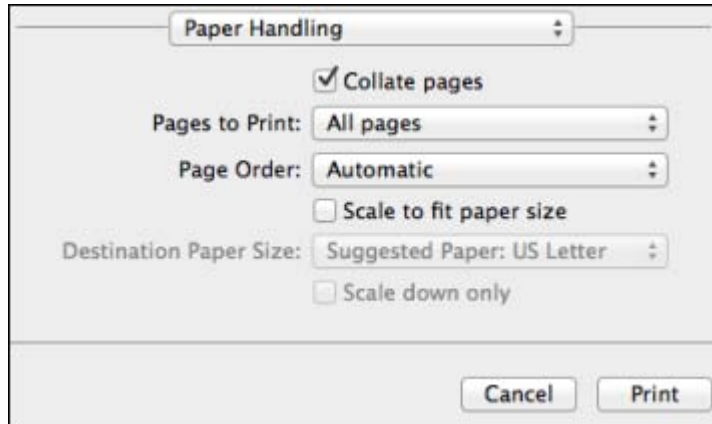 Paper Handling
Collate pages
Pages to Print: All pages
Page Order: Automatic
Scale to fit paper size
Destination Paper Size: Suggested Paper: US Letter
Scale down only
Cancel Print